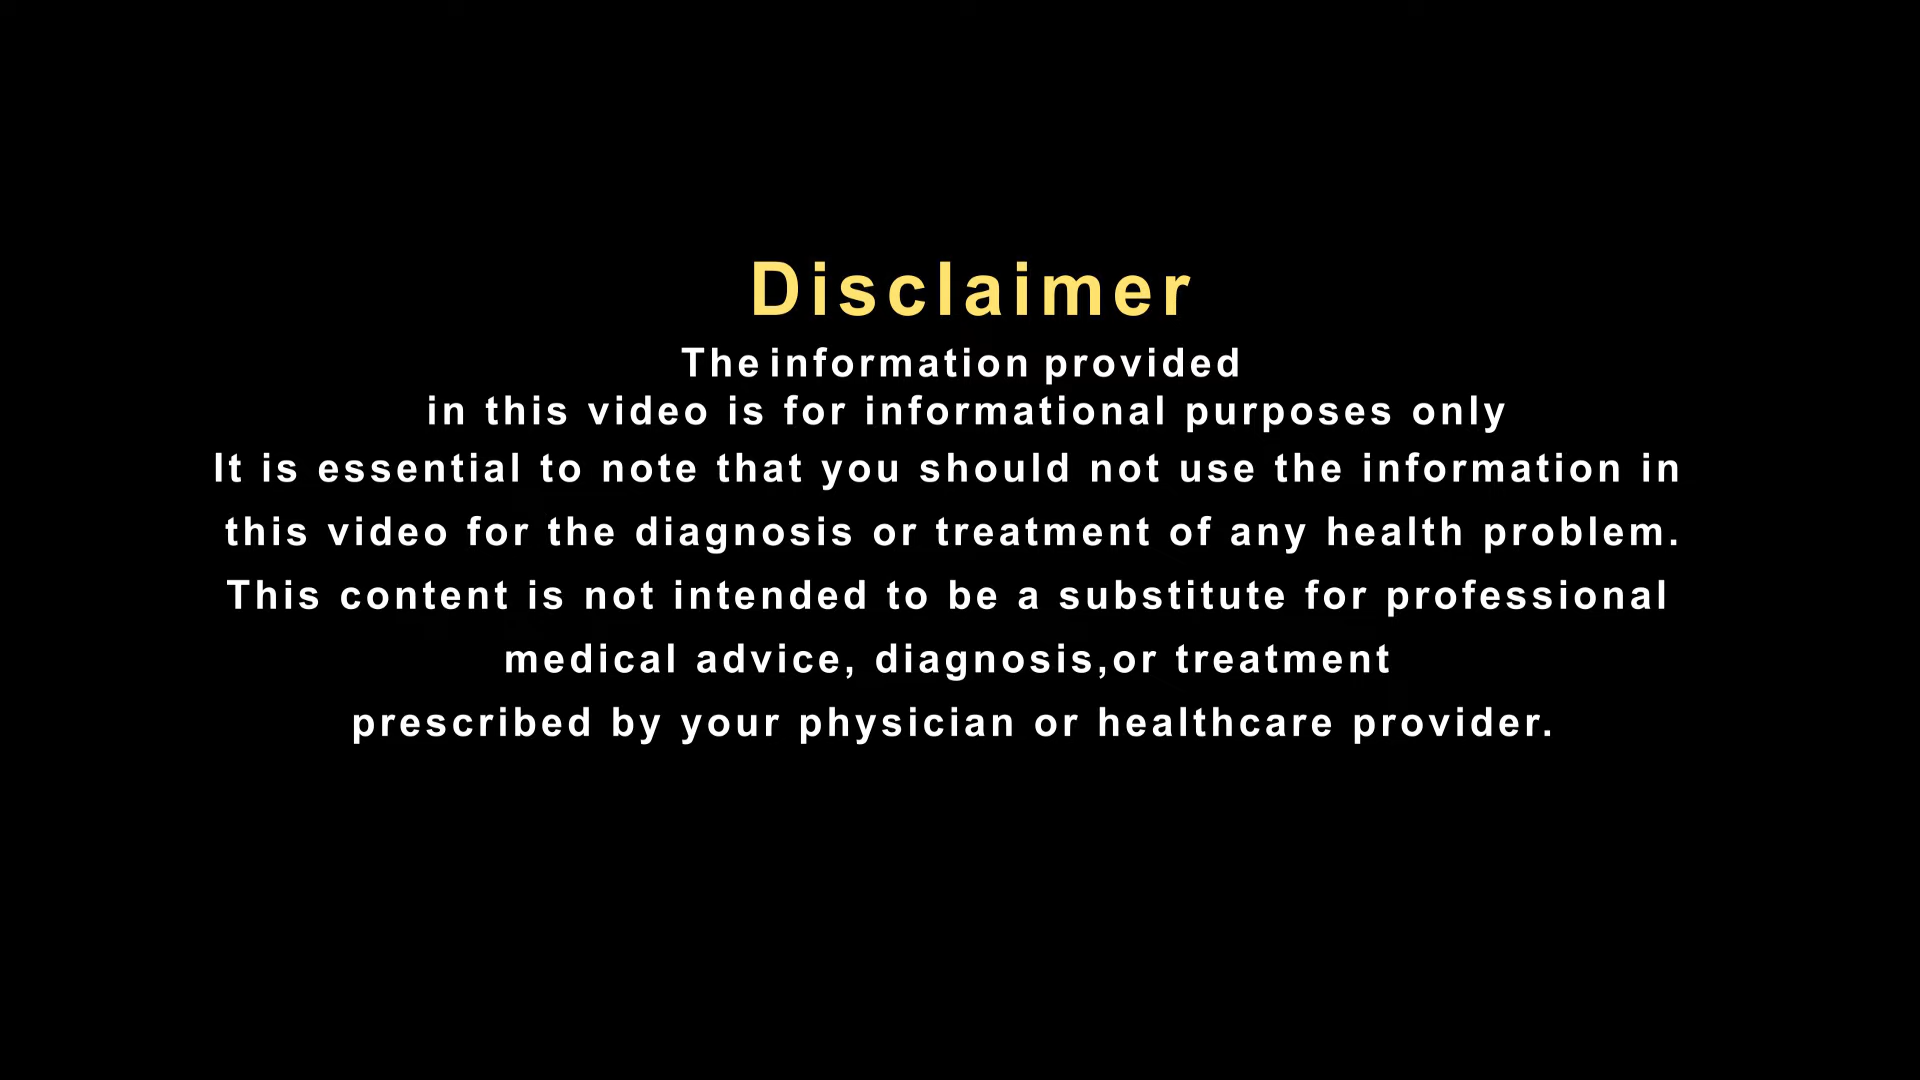 Disclaimer
The information provided
in this video is for informational purposes only
It is essential to note that you should not use the information in
this video for the diagnosis or treatment of any health problem.
This content is not intended to be a substitute for professional
medical advice, diagnosis,or treatment
prescribed by your physician or healthcare provider.